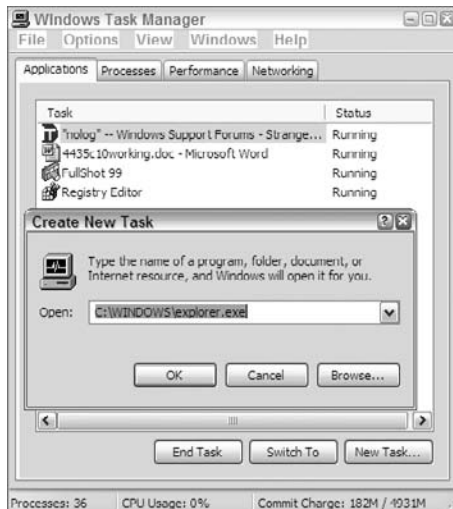 Windows Task Manager
File Options View Windows Help
Applications Processes Performance Networking
Task Status
"nolog" -- Windows Support Forums - Strange... Running
4435c10working.doc - Microsoft Word Running
FullShot 99 Running
Registry Editor Running
Create New Task
Type the name of a program, folder, document, or
Internet resource, and Windows will open it for you.
Open: C:\WINDOWS\explorer.exe
OK Cancel Browse...
End Task Switch To New Task...
Processes: 36 CPU Usage: 0% Commit Charge: 182M / 4931M